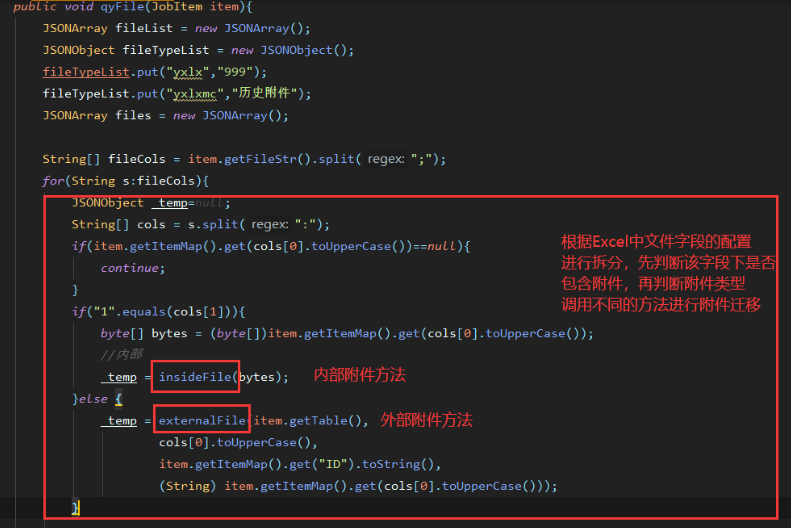 public void qyFile(JobItem item){
JSONArray fileList = new JSONArray();
JSONObject fileTypeList = new JSONObject();
fileTypeList.put("yxlx","999");
fileTypeList.put("yxlxmc","历史附件");
JSONArray files = new JSONArray();
String[] fileCols = item.getFileStr().split( regex: ";");
for(String s:fileCols){
JSONObject _temp=null;
String[] cols = s.split( regex: ":");
if(item.getItemMap().get(cols[0].toUpperCase())==null){
continue;
}
if("1".equals(cols[1])){
byte[] bytes = (byte[])item.getItemMap().get(cols[0].toUpperCase());
//内部
_temp = insideFile(bytes); 内部附件方法
}else {
_temp = externalFile(item.getTable(), 外部附件方法
cols[0].toUpperCase(),
item.getItemMap().get("ID").toString(),
(String) item.getItemMap().get(cols[0].toUpperCase()));
}
根据Excel中文件字段的配置
进行拆分，先判断该字段下是否
包含附件，再判断附件类型
调用不同的方法进行附件迁移